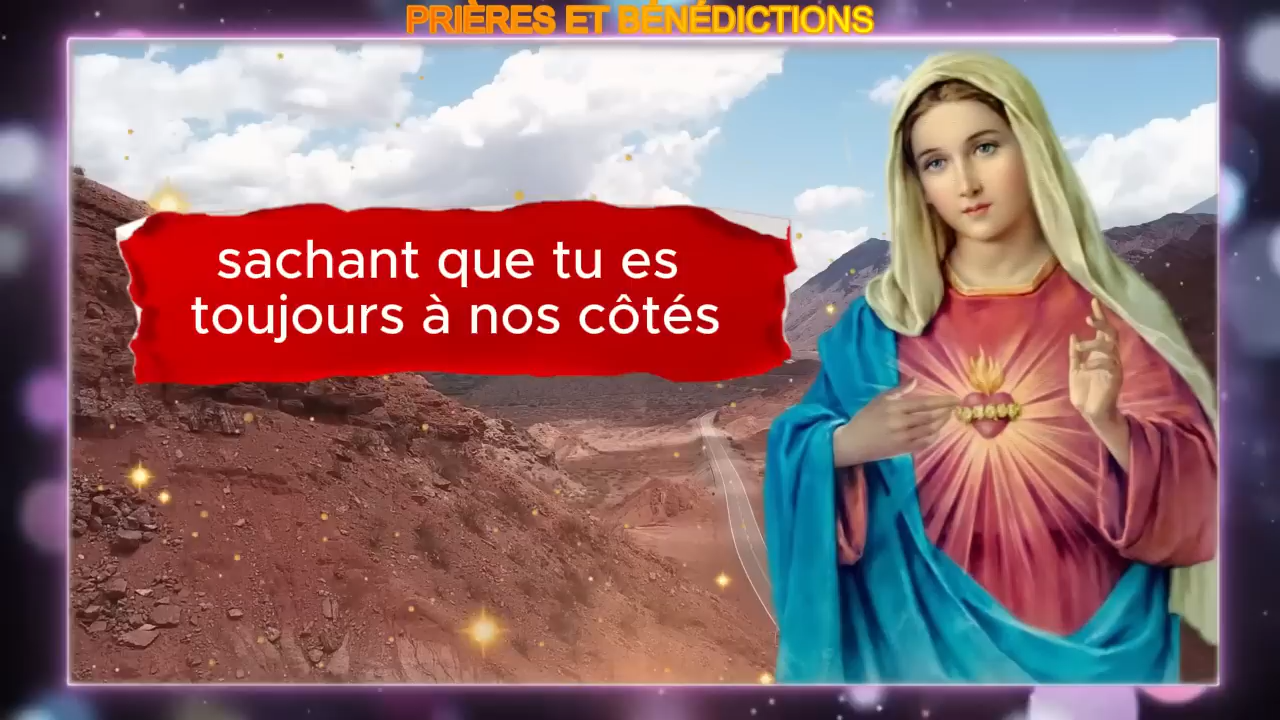 PRIÈRES ET BÉNÉDICTIONS
sachant que tu es
toujours à nos côtés